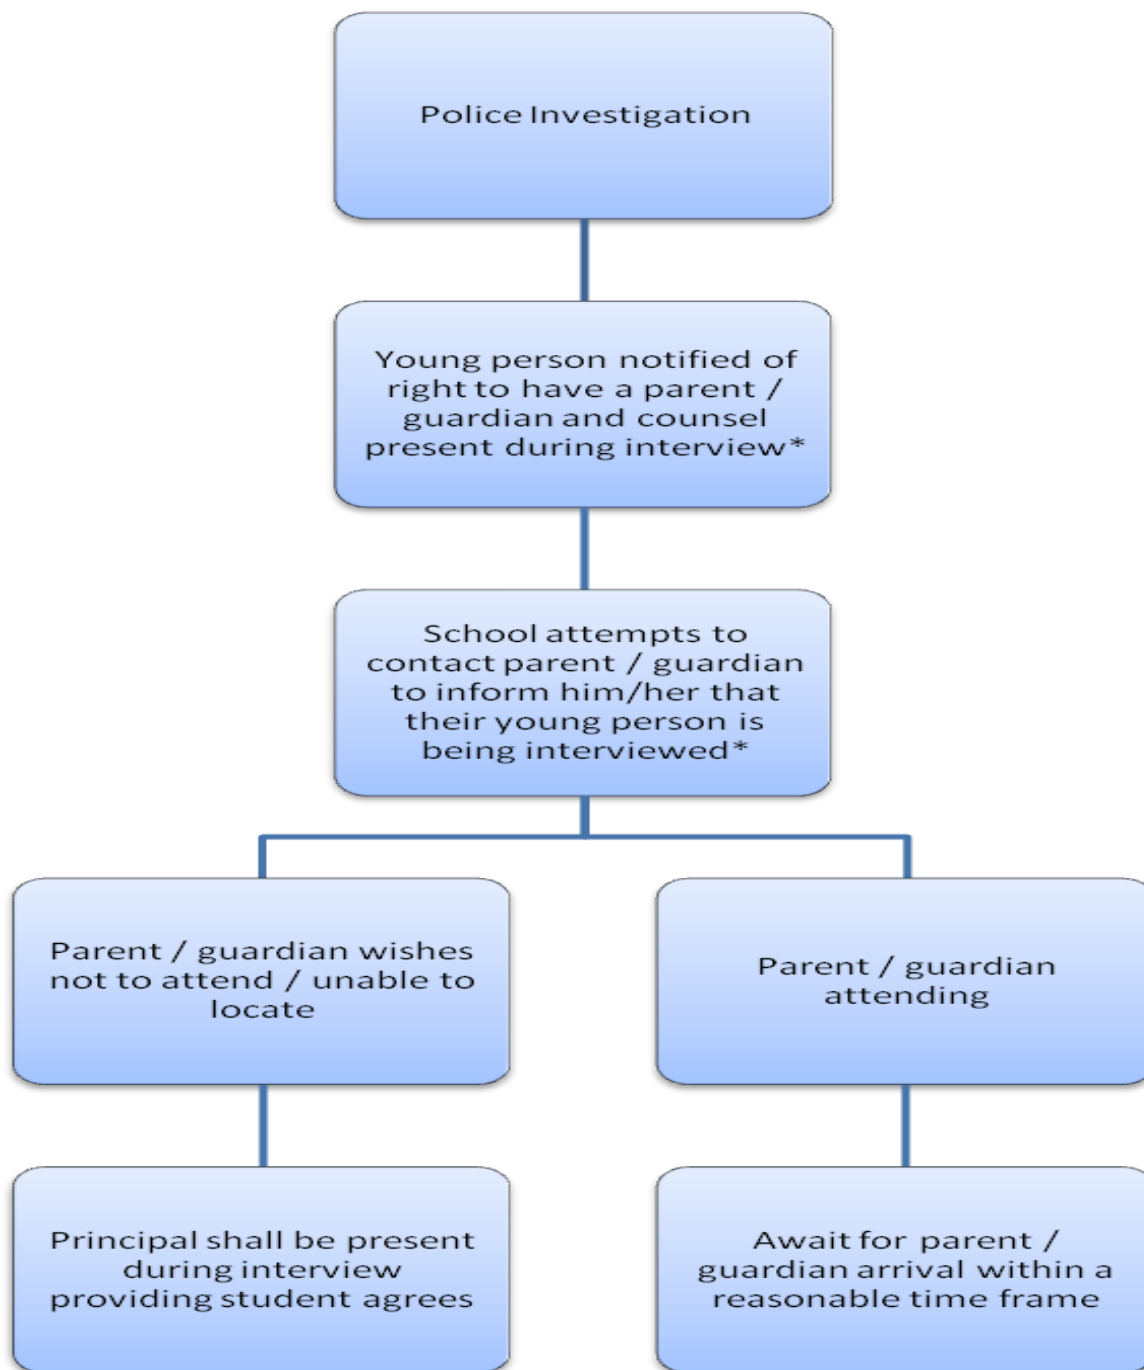 Police Investigation
Young person notified of
right to have a parent /
guardian and counsel
present during interview*
School attempts to
contact parent / guardian
to inform him/her that
their young person is
being interviewed*
Parent / guardian wishes
not to attend / unable to
locate
Parent / guardian
attending
Principal shall be present
during interview
providing student agrees
Await for parent /
guardian arrival within a
reasonable time frame